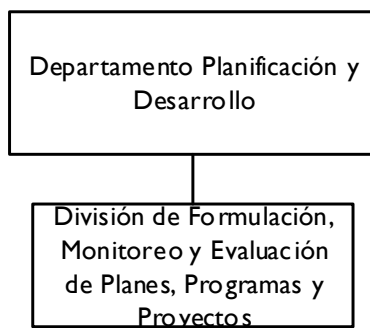 Departamento Planificación y
Desarrollo
División de Formulación,
Monitoreo y Evaluación
de Planes, Programas y
Proyectos